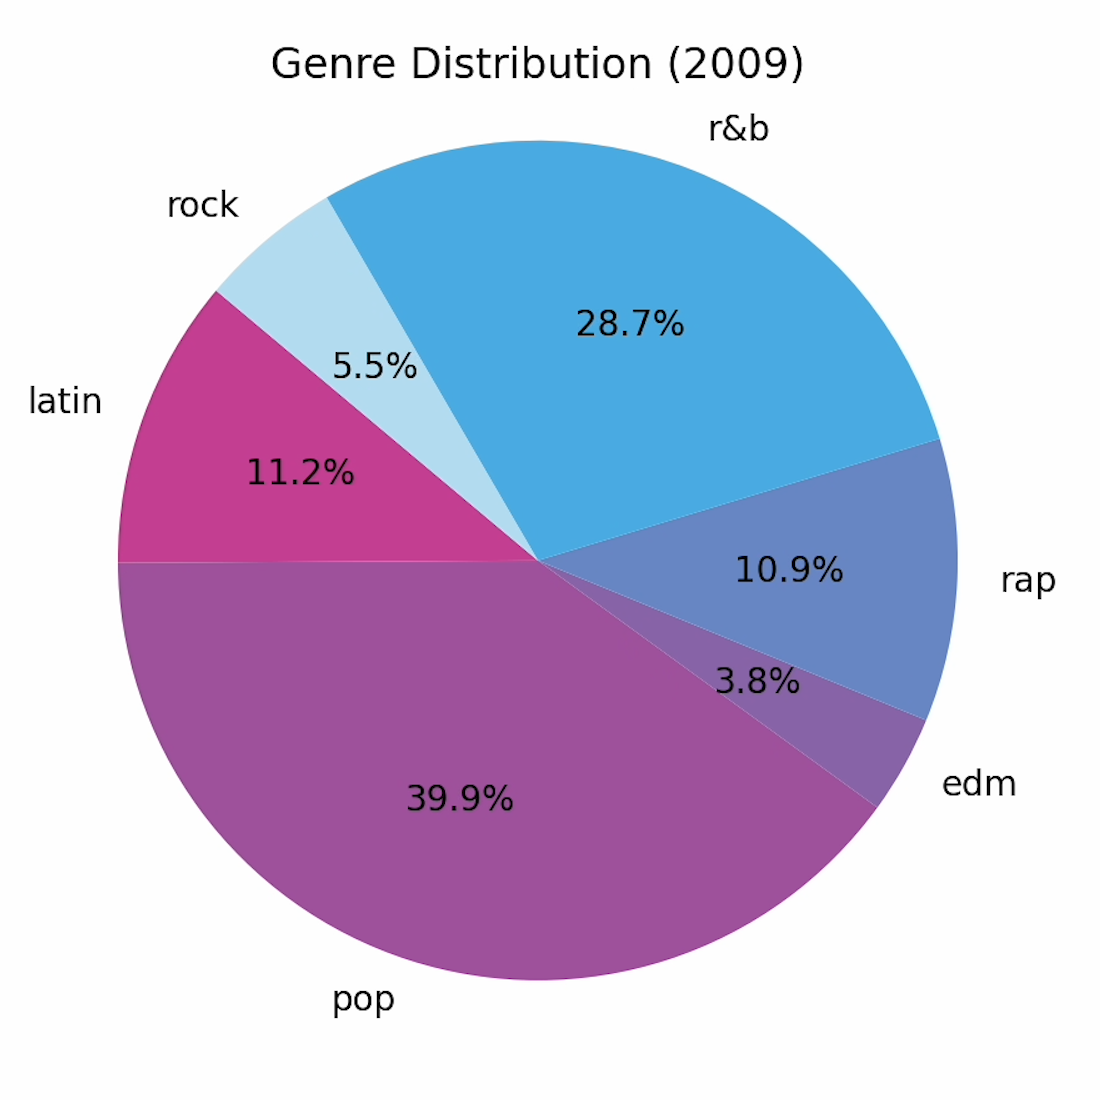 Genre Distribution (2009)
r&b
rock
28.7%
5.5%
latin
11.2%
10.9%
rap
3.8%
edm
39.9%
pop